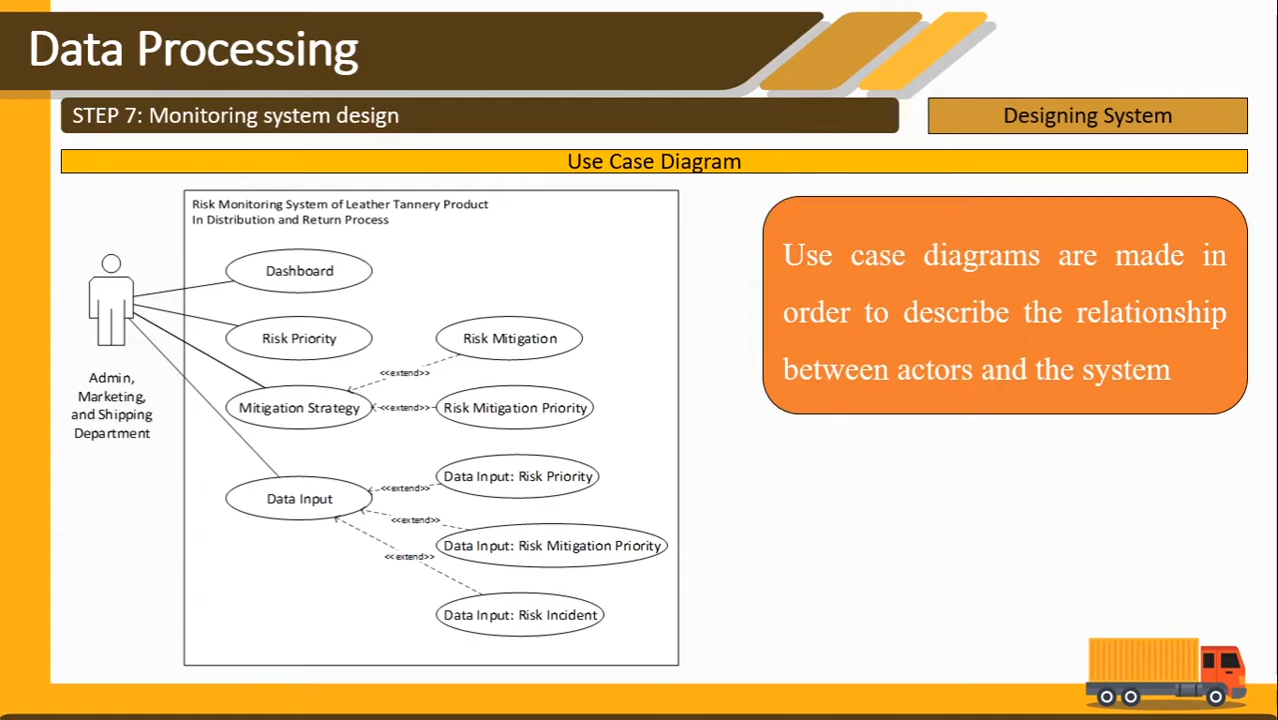 Data Processing
STEP 7: Monitoring system design
Designing System
Use Case Diagram
Risk Monitoring System of Leather Tannery Product
In Distribution and Return Process
Dashboard
Risk Priority
Risk Mitigation
<<extend>>
Admin,
Marketing,
and Shipping
Department
Mitigation Strategy
<<extend>>
Risk Mitigation Priority
Data Input
<<extend>>
Data Input: Risk Priority
<<extend>>
Data Input: Risk Mitigation Priority
<<extend>>
Data Input: Risk Incident
Use case diagrams are made in
order to describe the relationship
between actors and the system